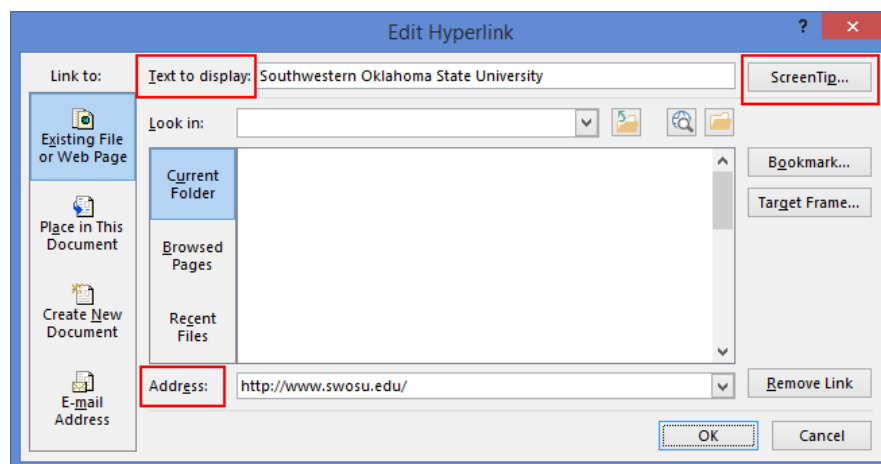 Edit Hyperlink
?
Link to:
Text to display: Southwestern Oklahoma State University
ScreenTip...
Existing File
or Web Page
Look in:
Current
Folder
Bookmark...
Place in This
Document
Target Frame...
Browsed
Pages
Create New
Document
Recent
Files
E-mail
Address
Address: http://www.swosu.edu/
Remove Link
OK
Cancel